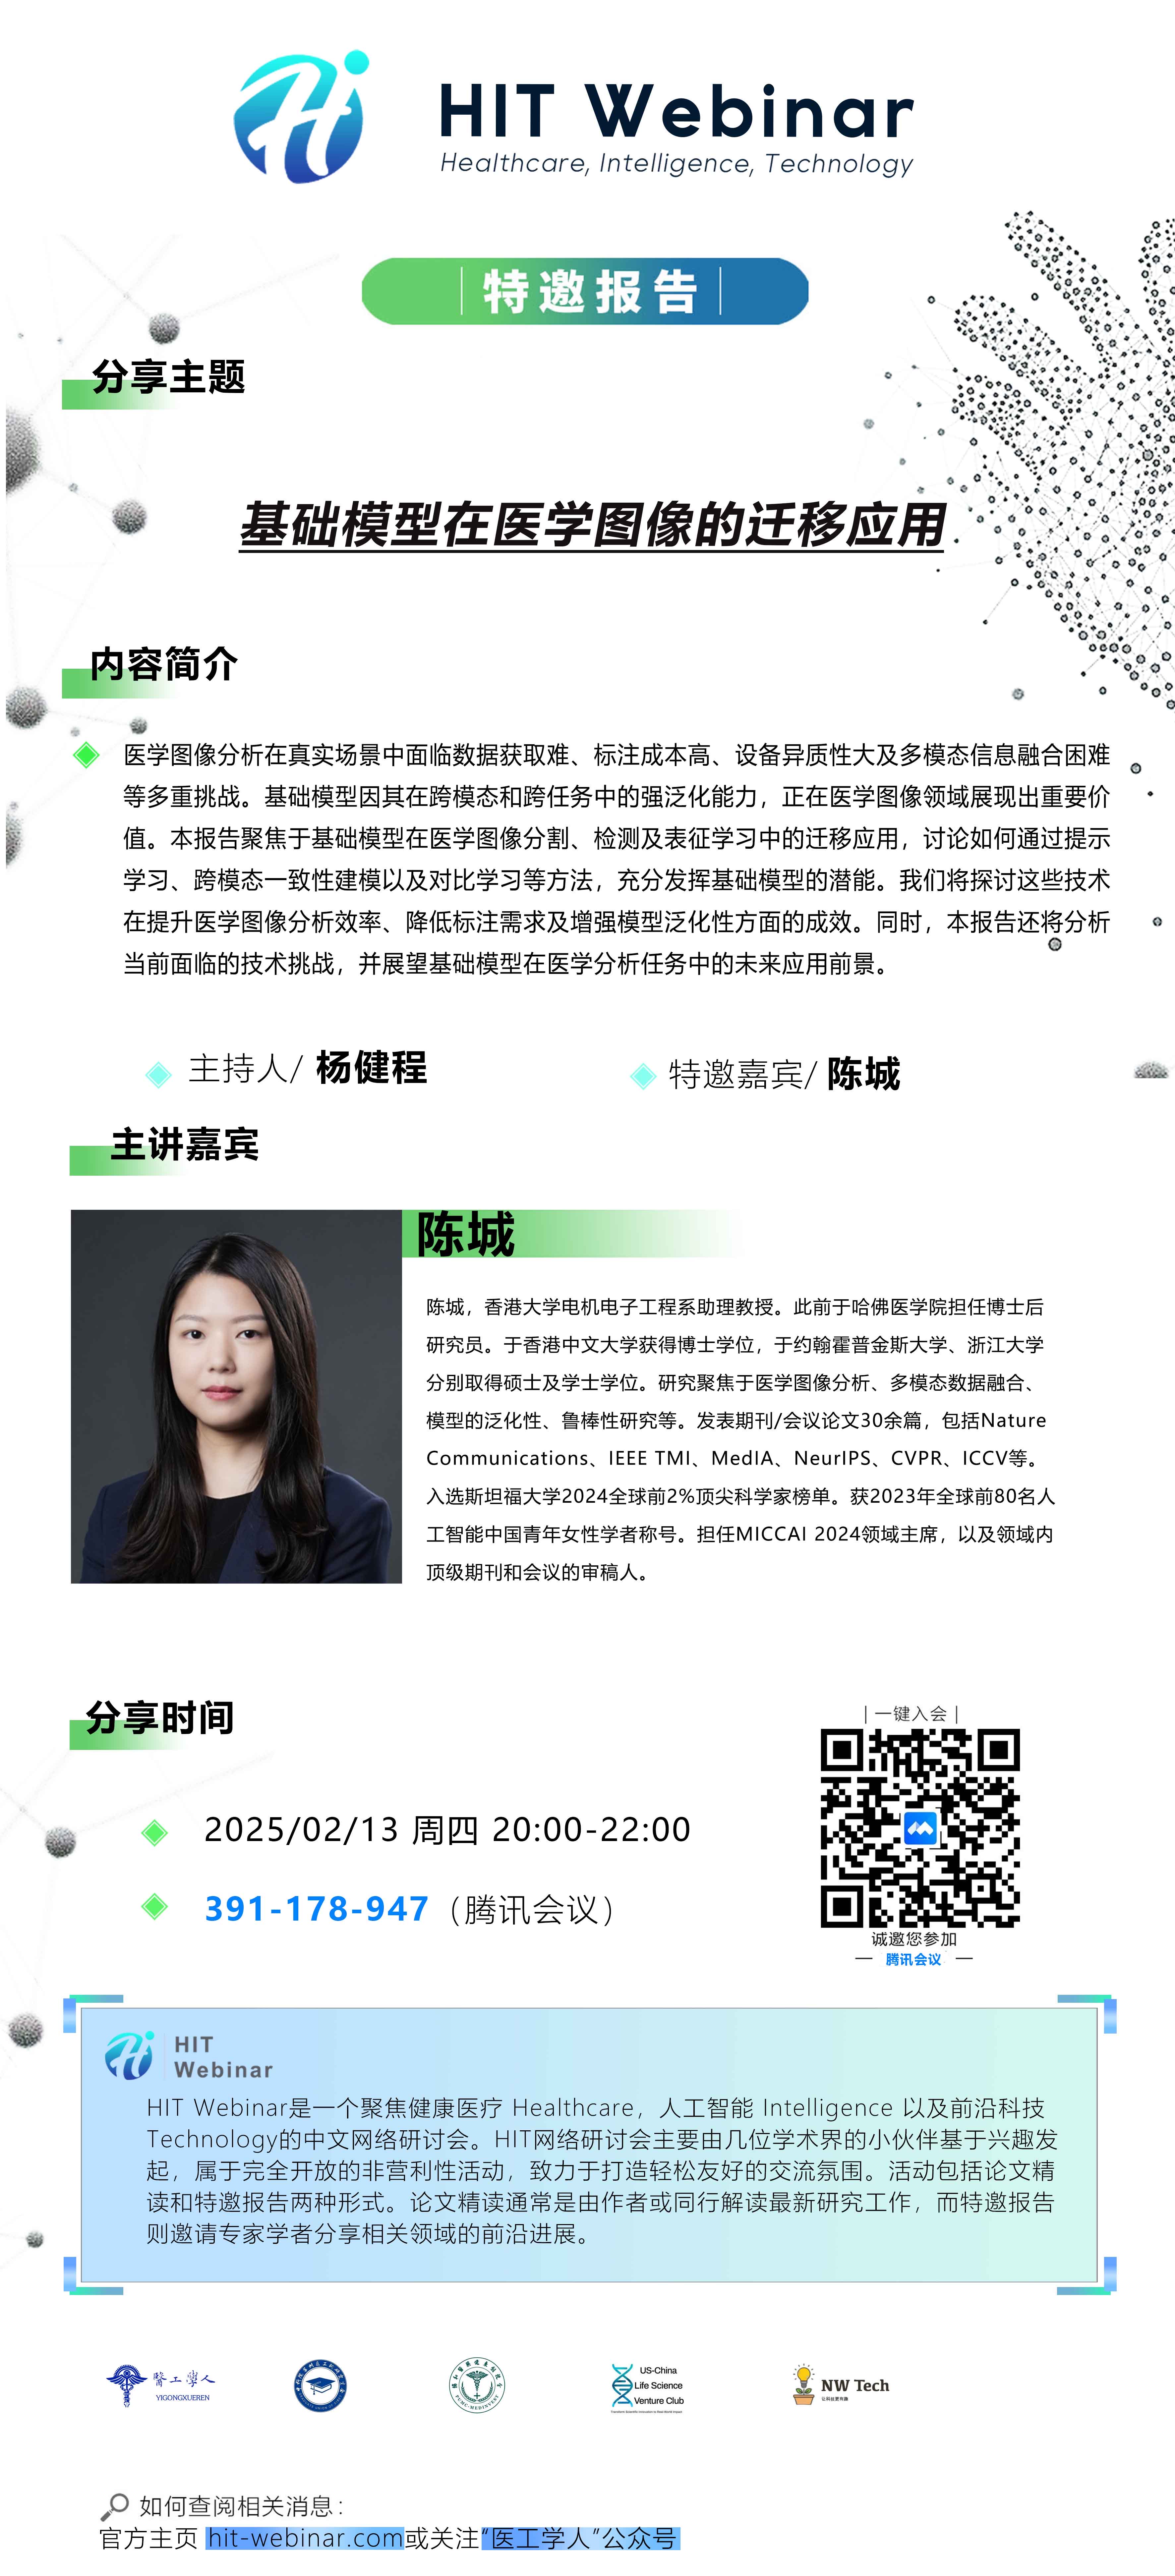 HIT Webinar
Healthcare, Intelligence, Technology
特邀报告
分享主题
基础模型在医学图像的迁移应用
内容简介
医学图像分析在真实场景中面临数据获取难、标注成本高、设备异质性大及多模态信息融合困难
等多重挑战。基础模型因其在跨模态和跨任务中的强泛化能力，正在医学图像领域展现出重要价
值。本报告聚焦于基础模型在医学图像分割、检测及表征学习中的迁移应用，讨论如何通过提示
学习、跨模态一致性建模以及对比学习等方法，充分发挥基础模型的潜能。我们将探讨这些技术
在提升医学图像分析效率、降低标注需求及增强模型泛化性方面的成效。同时，本报告还将分析
当前面临的技术挑战，并展望基础模型在医学分析任务中的未来应用前景。
主持人/ 杨健程
特邀嘉宾/ 陈城
主讲嘉宾
陈城
陈城，香港大学电机电子工程系助理教授。此前于哈佛医学院担任博士后
研究员。于香港中文大学获得博士学位，于约翰霍普金斯大学、浙江大学
分别取得硕士及学士学位。研究聚焦于医学图像分析、多模态数据融合、
模型的泛化性、鲁棒性研究等。发表期刊/会议论文30余篇，包括Nature
Communications、IEEE TMI、MedIA、NeurIPS、CVPR、ICCV等。
入选斯坦福大学2024全球前2%顶尖科学家榜单。获2023年全球前80名人
工智能中国青年女性学者称号。担任MICCAI 2024领域主席，以及领域内
顶级期刊和会议的审稿人。
分享时间
2025/02/13 周四 20:00-22:00
391-178-947（腾讯会议）
| 一键入会 |
诚邀您参加
腾讯会议
HIT
Webinar
HIT Webinar是一个聚焦健康医疗 Healthcare，人工智能 Intelligence 以及前沿科技
Technology的中文网络研讨会。HIT网络研讨会主要由几位学术界的小伙伴基于兴趣发
起，属于完全开放的非营利性活动，致力于打造轻松友好的交流氛围。活动包括论文精
读和特邀报告两种形式。论文精读通常是由作者或同行解读最新研究工作，而特邀报告
则邀请专家学者分享相关领域的前沿进展。
醫工學人
YIGONGXUEREN
US-China
Life Science
Venture Club
NW Tech
如何查阅相关消息：
官方主页 hit-webinar.com或关注“医工学人”公众号